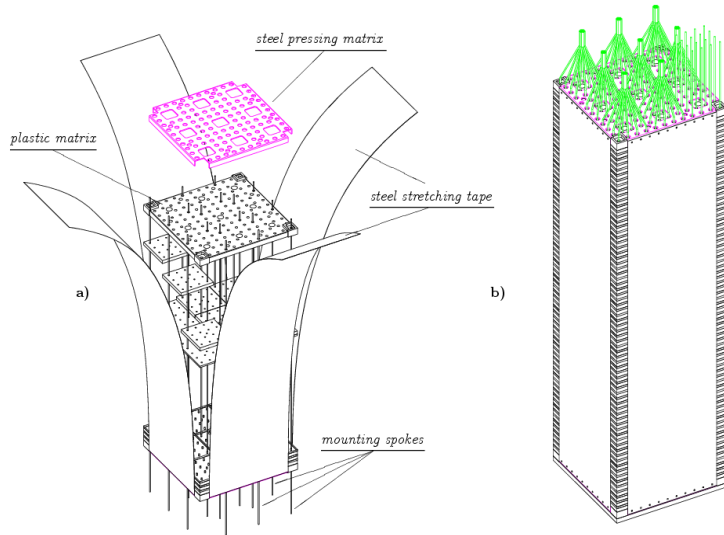 steel pressing matrix
plastic matrix
steel stretching tape
a)
b)
mounting spokes